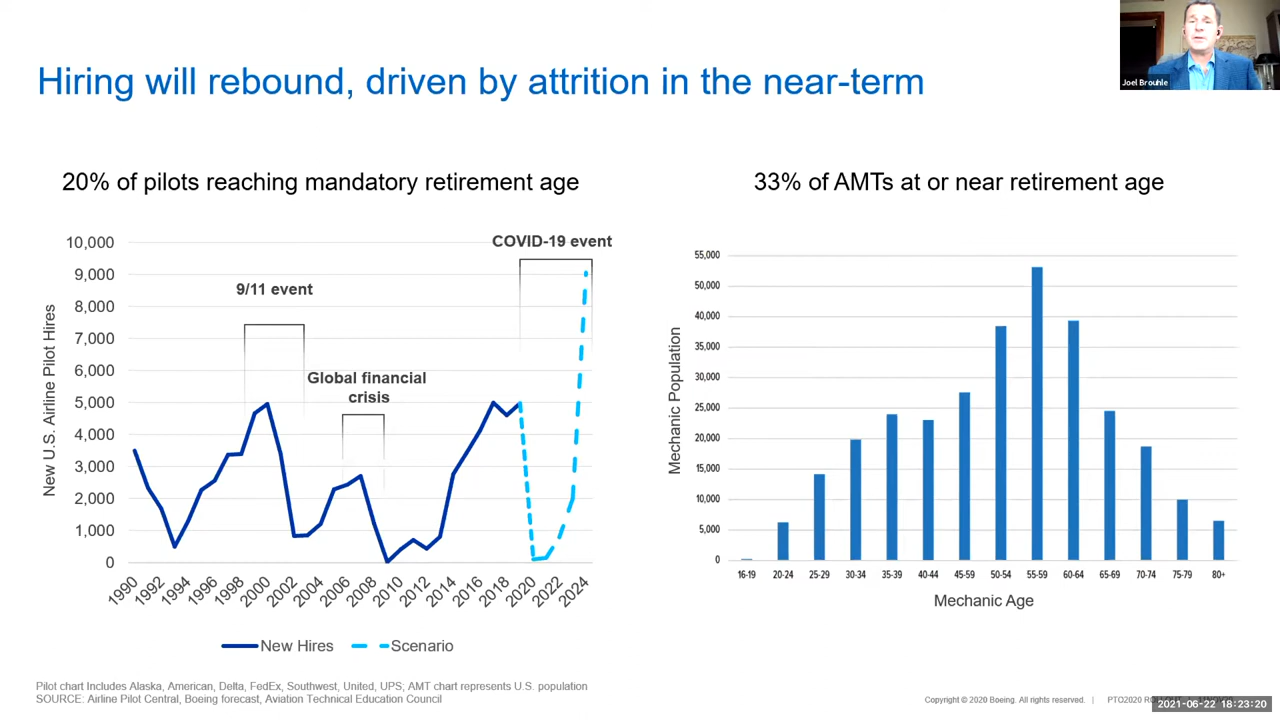 Joel Brouhle
Hiring will rebound, driven by attrition in the near-term
20% of pilots reaching mandatory retirement age
New U.S. Airline Pilot Hires
10,000
9,000
8,000
7,000
6,000
5,000
4,000
3,000
2,000
1,000
0
COVID-19 event
9/11 event
Global financial
crisis
1990 1992 1994 1996 1998 2000 2002 2004 2006 2008 2010 2012 2014 2016 2018 2020 2022 2024
New Hires Scenario
33% of AMTs at or near retirement age
Mechanic Population
55,000
50,000
45,000
40,000
35,000
30,000
25,000
20,000
15,000
10,000
5,000
0
16-19 20-24 25-29 30-34 35-39 40-44 45-59 50-54 55-59 60-64 65-69 70-74 75-79 80+
Mechanic Age
Pilot chart Includes Alaska, American, Delta, FedEx, Southwest, United, UPS; AMT chart represents U.S. population
SOURCE: Airline Pilot Central, Boeing forecast, Aviation Technical Education Council
Copyright © 2020 Boeing. All rights reserved. | PTO2020
2021-06-22 18:23:20